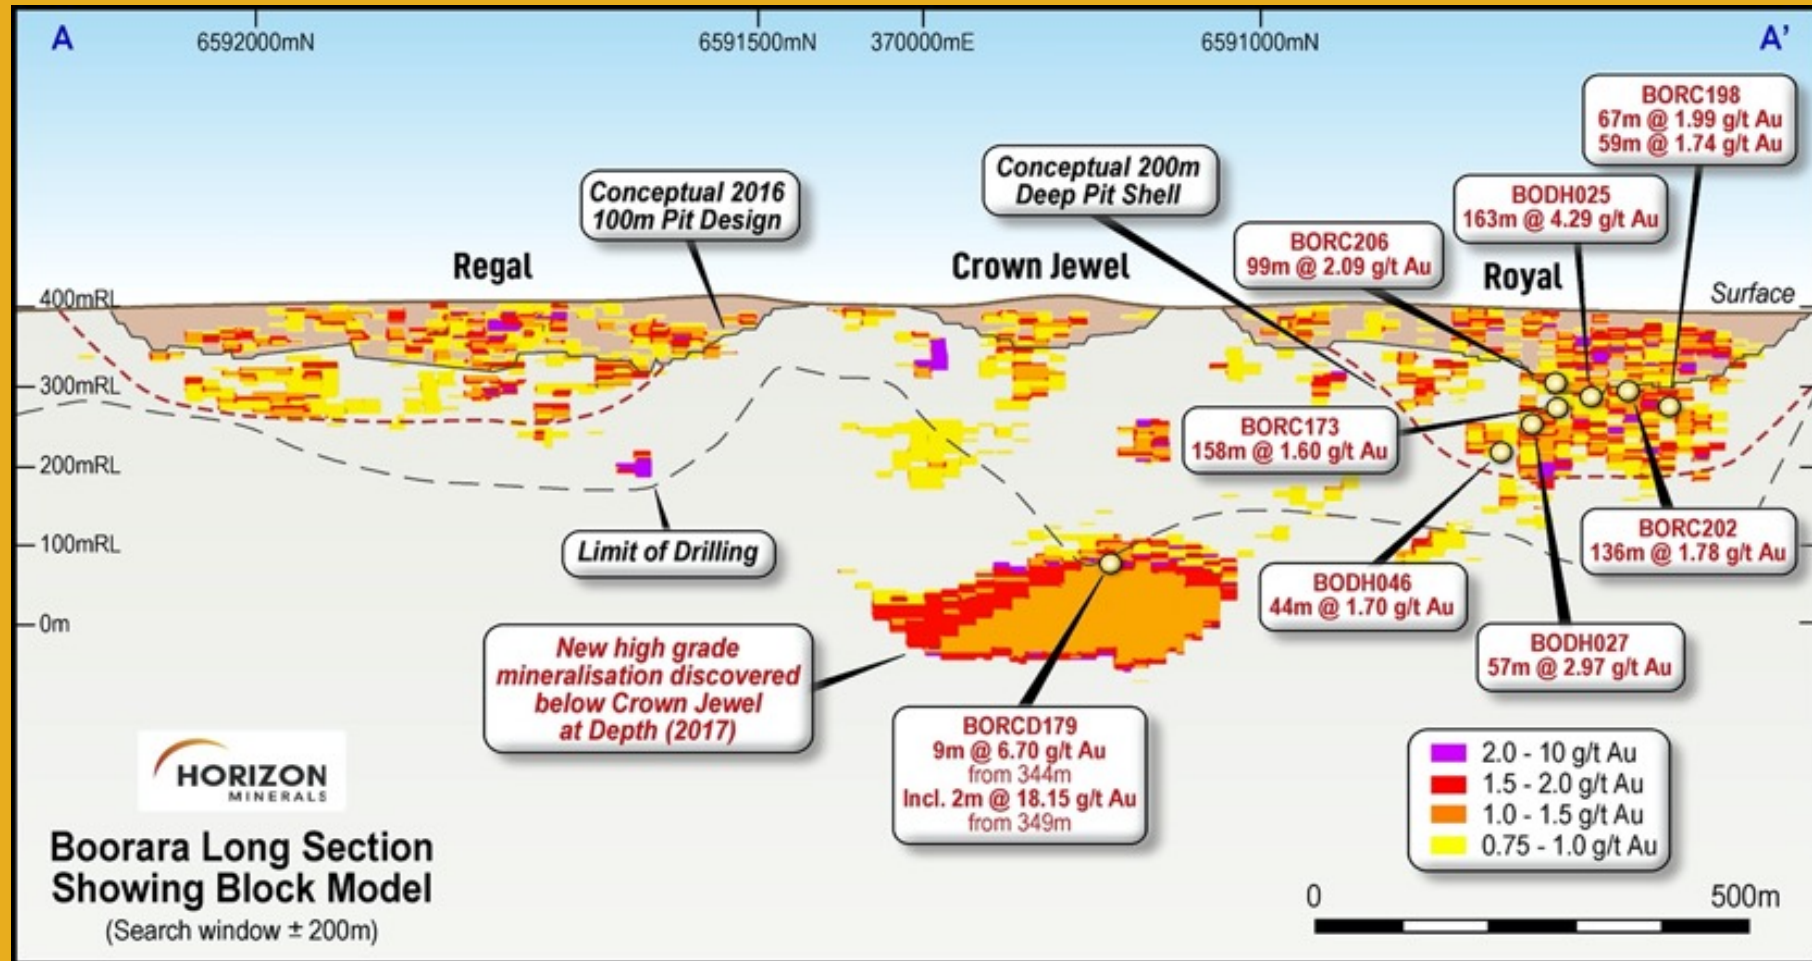 A
6592000mN
6591500mN
370000mE
6591000mN
A'
BORC198
67m @ 1.99 g/t Au
59m @ 1.74 g/t Au
Conceptual 200m
Deep Pit Shell
Conceptual 2016
100m Pit Design
BODH025
163m @ 4.29 g/t Au
BORC206
99m @ 2.09 g/t Au
Regal
Crown Jewel
Royal
400mRL
Surface
300mRL
BORC173
158m @ 1.60 g/t Au
200mRL
Limit of Drilling
100mRL
BORC202
136m @ 1.78 g/t Au
BODH046
44m @ 1.70 g/t Au
0m
BODH027
57m @ 2.97 g/t Au
New high grade
mineralisation discovered
below Crown Jewel
at Depth (2017)
BORCD179
9m @ 6.70 g/t Au
from 344m
Incl. 2m @ 18.15 g/t Au
from 349m
2.0 - 10 g/t Au
1.5 - 2.0 g/t Au
1.0 - 1.5 g/t Au
0.75 - 1.0 g/t Au
HORIZON
MINERALS
Boorara Long Section
Showing Block Model
(Search window ± 200m)
0
500m